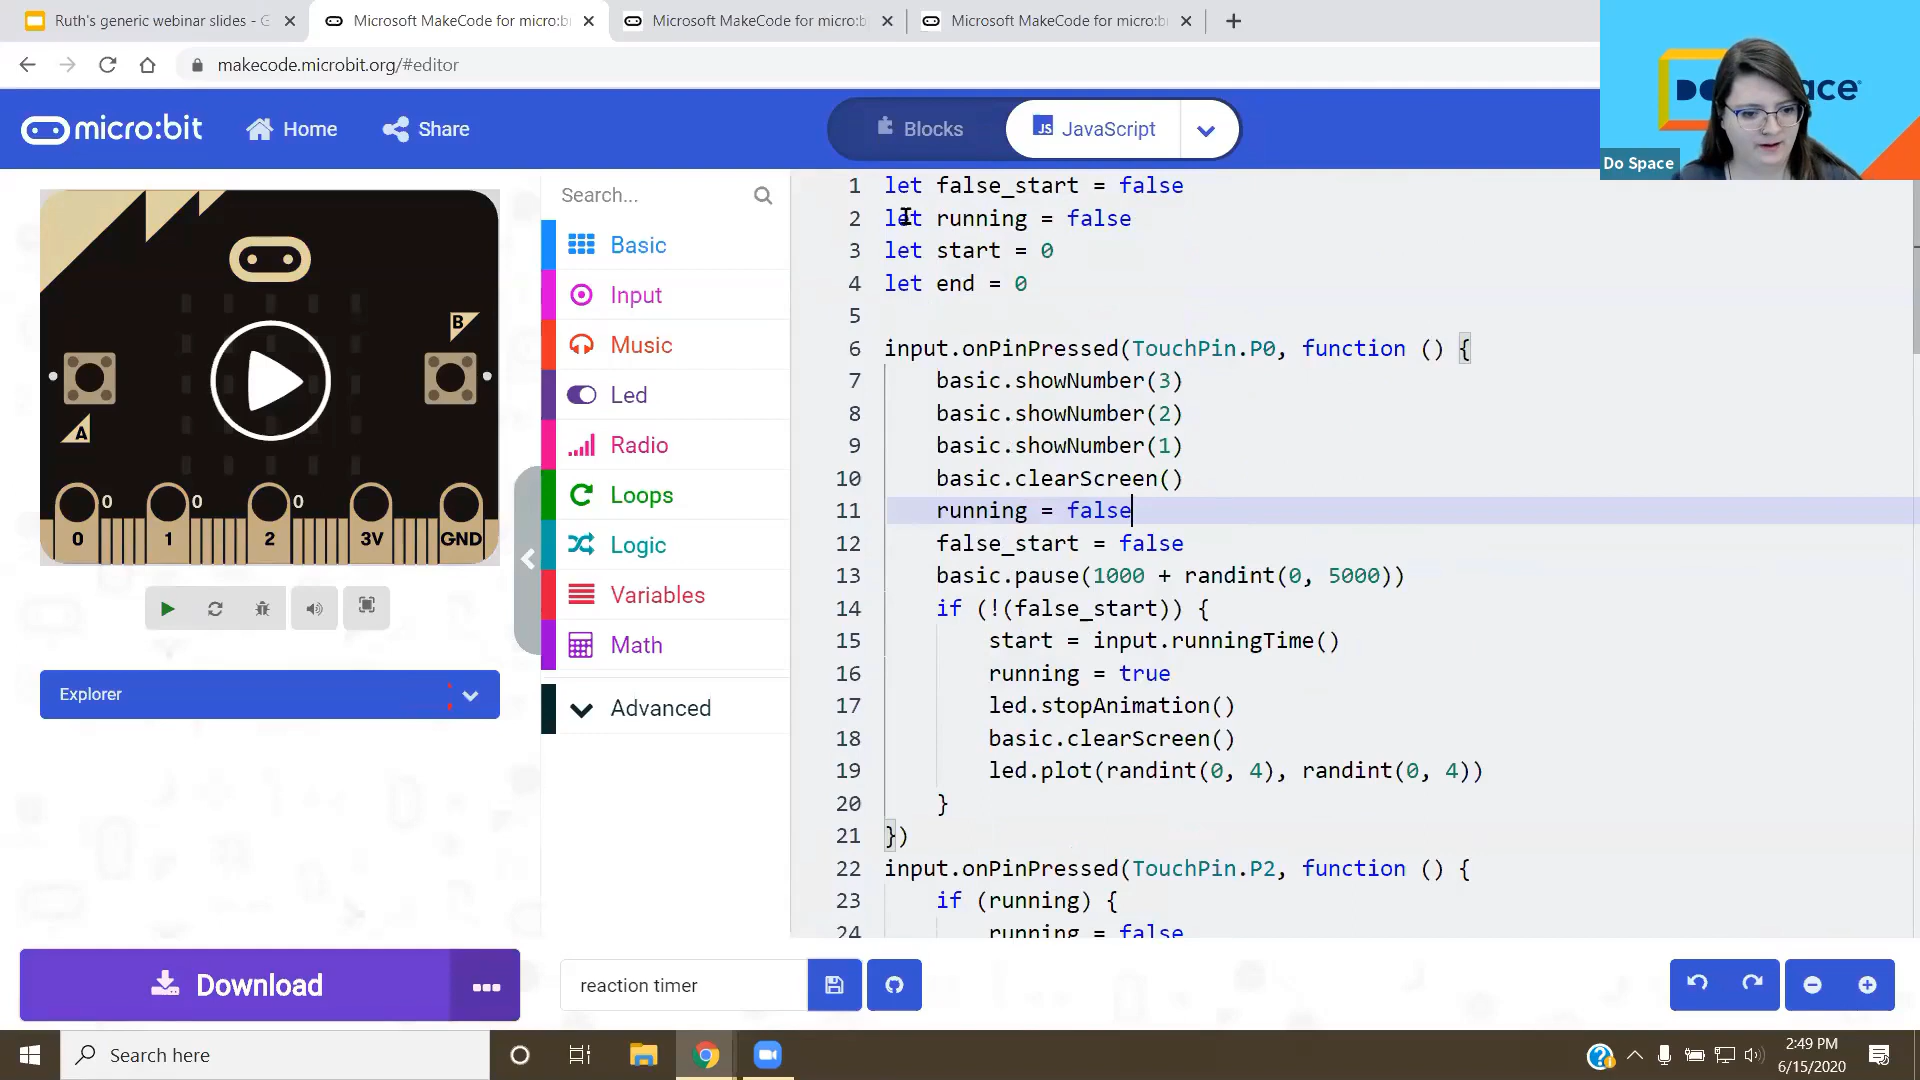 Ruth's generic webinar slides - G
Microsoft MakeCode for micro:bi
Microsoft MakeCode for micro:bi
Microsoft MakeCode for micro:bi
makecode.microbit.org/#editor
micro:bit
Home
Share
Blocks
JS JavaScript
Do Space
A
B
0
0
0
0 1 2 3V GND
Explorer
Search...
Basic
Input
Music
Led
Radio
Loops
Logic
Variables
Math
Advanced
1 let false_start = false
2 let running = false
3 let start = 0
4 let end = 0
5
6 input.onPinPressed(TouchPin.P0, function () {
7 basic.showNumber(3)
8 basic.showNumber(2)
9 basic.showNumber(1)
10 basic.clearScreen()
11 running = false
12 false_start = false
13 basic.pause(1000 + randint(0, 5000))
14 if (!(false_start)) {
15 start = input.runningTime()
16 running = true
17 led.stopAnimation()
18 basic.clearScreen()
19 led.plot(randint(0, 4), randint(0, 4))
20 }
21 })
22 input.onPinPressed(TouchPin.P2, function () {
23 if (running) {
24 running = false
Download
reaction timer
Search here
2:49 PM
6/15/2020